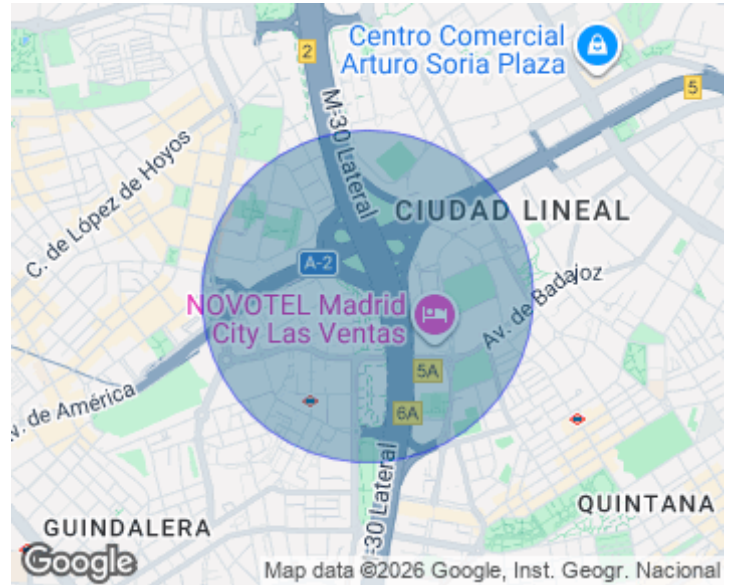 Centro Comercial
Arturo Soria Plaza
2
5
M-30 Lateral
C. de López de Hoyos
CIUDAD LINEAL
A-2
Av. de Badajoz
NOVOTEL Madrid
City Las Ventas
5A
6A
v. de América
-30 Lateral
QUINTANA
GUINDALERA
Google
Map data ©2026 Google, Inst. Geogr. Nacional